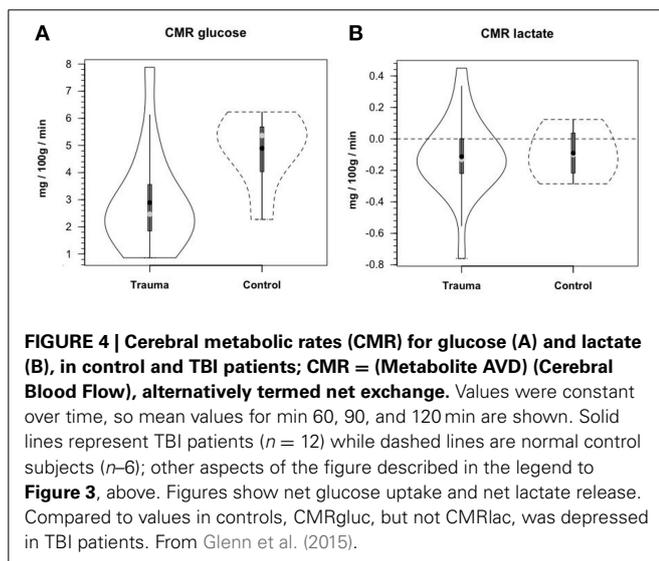 A
CMR glucose
8
7
6
5
4
3
2
1
mg / 100g / min
Trauma Control
B
CMR lactate
0.4
0.2
0.0
-0.2
-0.4
-0.6
-0.8
mg / 100g / min
Trauma Control
FIGURE 4 | Cerebral metabolic rates (CMR) for glucose (A) and lactate
(B), in control and TBI patients; CMR = (Metabolite AVD) (Cerebral
Blood Flow), alternatively termed net exchange. Values were constant
over time, so mean values for min 60, 90, and 120 min are shown. Solid
lines represent TBI patients (n = 12) while dashed lines are normal control
subjects (n–6); other aspects of the figure described in the legend to
Figure 3, above. Figures show net glucose uptake and net lactate release.
Compared to values in controls, CMRgluc, but not CMRlac, was depressed
in TBI patients. From Glenn et al. (2015).